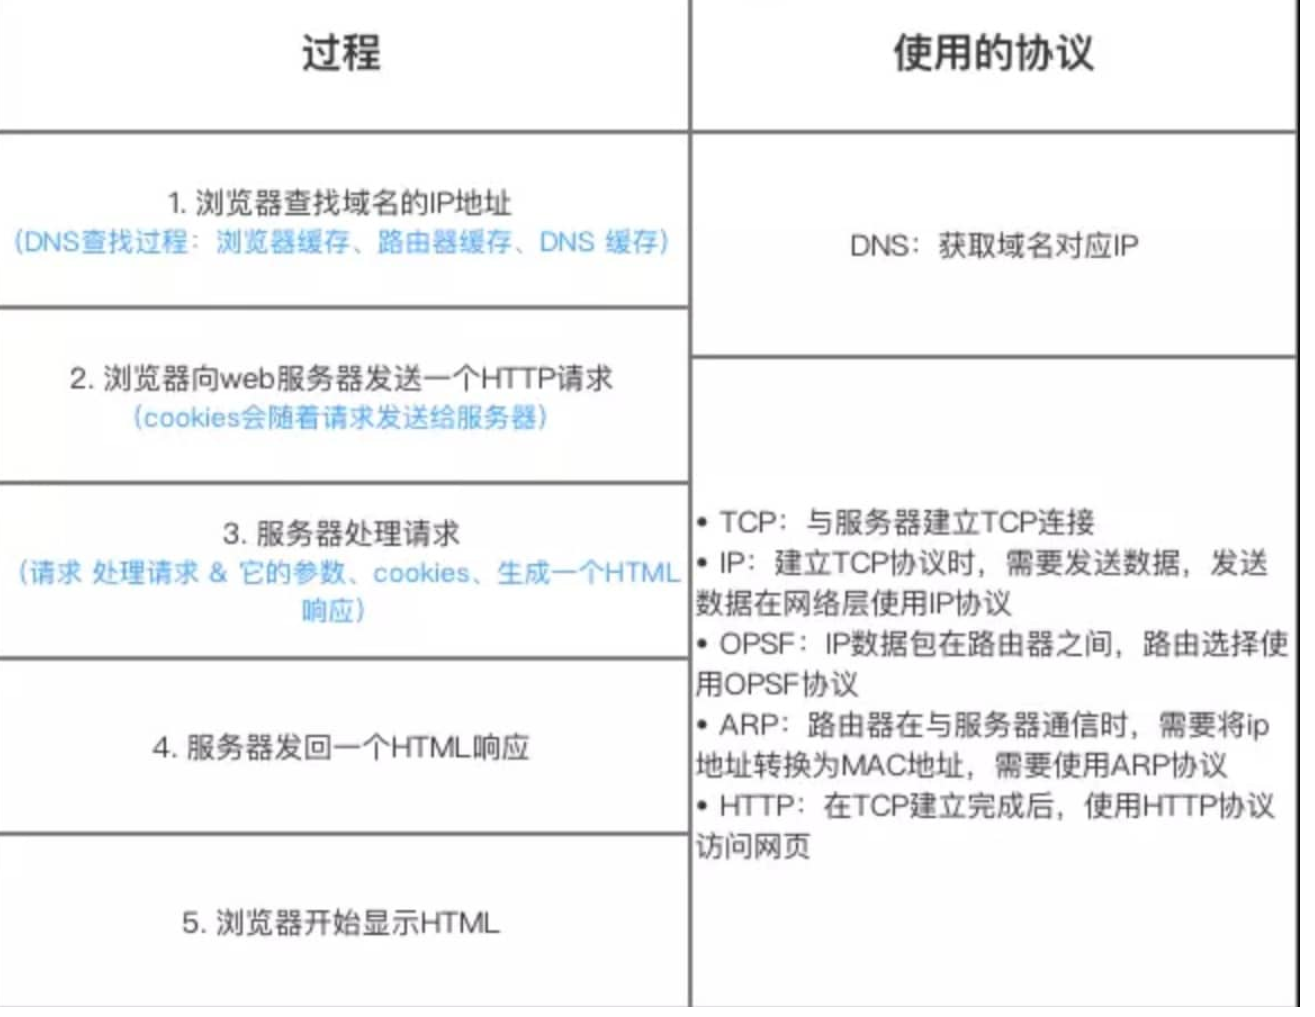 过程
使用的协议
1. 浏览器查找域名的IP地址
（DNS查找过程：浏览器缓存、路由器缓存、DNS 缓存）
DNS：获取域名对应IP
2. 浏览器向web服务器发送一个HTTP请求
（cookies会随着请求发送给服务器）
3. 服务器处理请求
（请求 处理请求 & 它的参数、cookies、生成一个HTML
响应）
4. 服务器发回一个HTML响应
5. 浏览器开始显示HTML
• TCP：与服务器建立TCP连接
• IP：建立TCP协议时，需要发送数据，发送
数据在网络层使用IP协议
• OPSF：IP数据包在路由器之间，路由选择使
用OPSF协议
• ARP：路由器在与服务器通信时，需要将ip
地址转换为MAC地址，需要使用ARP协议
• HTTP：在TCP建立完成后，使用HTTP协议
访问网页